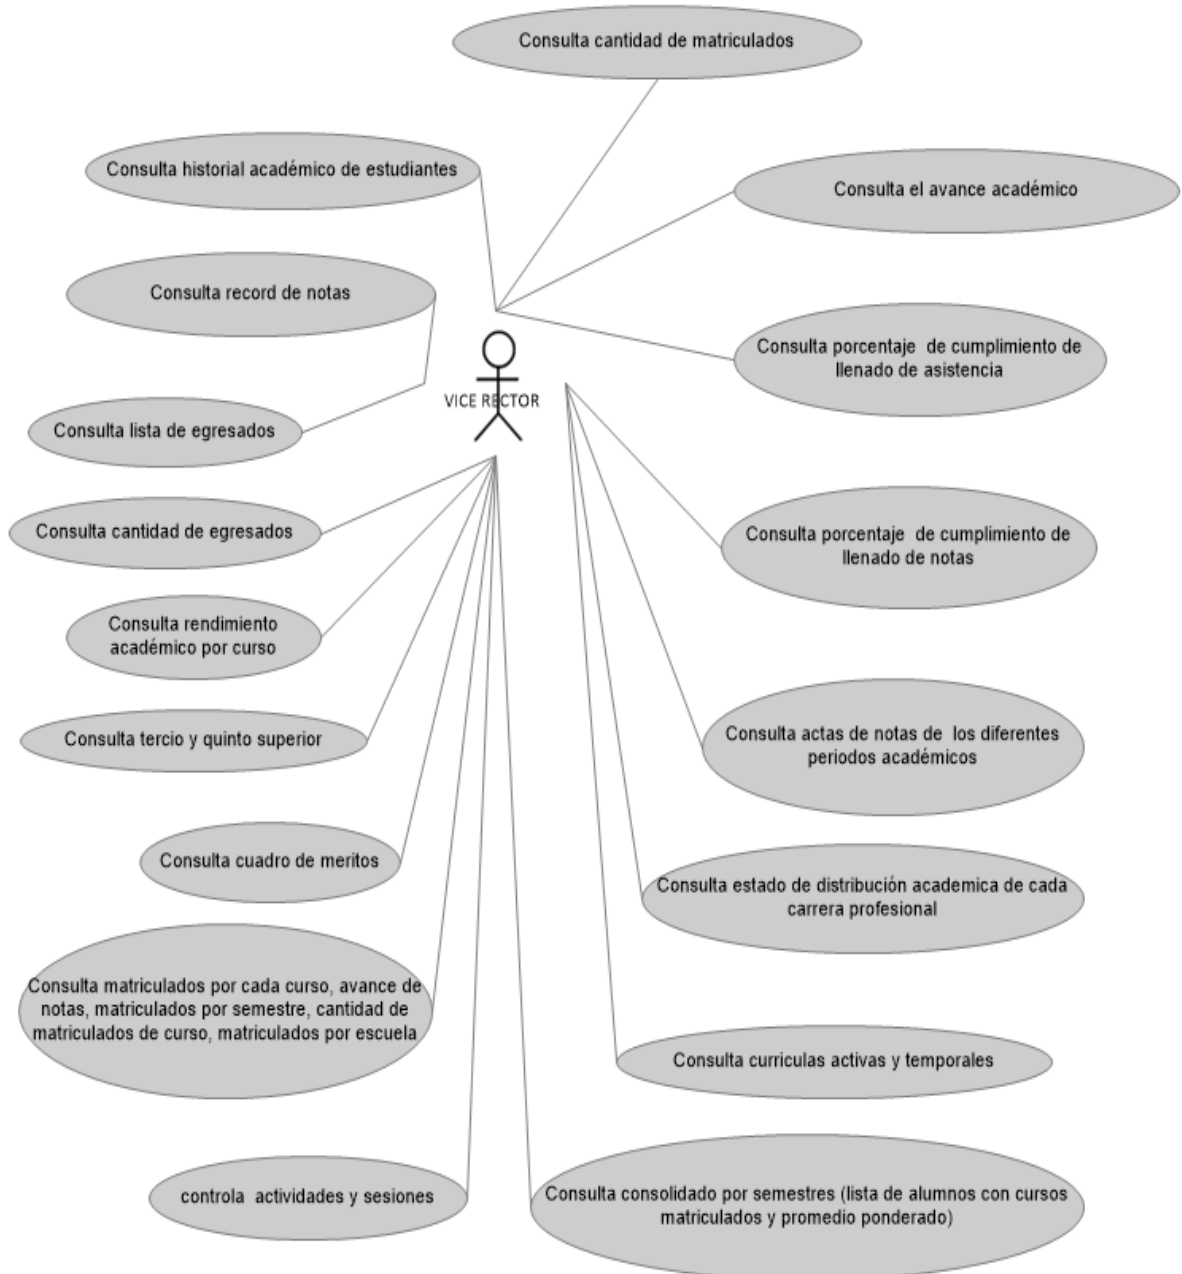 Consulta cantidad de matriculados
Consulta historial académico de estudiantes
Consulta el avance académico
Consulta record de notas
Consulta porcentaje de cumplimiento de
llenado de asistencia
VICE RECTOR
Consulta lista de egresados
Consulta cantidad de egresados
Consulta porcentaje de cumplimiento de
llenado de notas
Consulta rendimiento
académico por curso
Consulta tercio y quinto superior
Consulta actas de notas de los diferentes
periodos académicos
Consulta cuadro de meritos
Consulta estado de distribución academica de cada
carrera profesional
Consulta matriculados por cada curso, avance de
notas, matriculados por semestre, cantidad de
matriculados de curso, matriculados por escuela
Consulta curriculas activas y temporales
controla actividades y sesiones
Consulta consolidado por semestres (lista de alumnos con cursos
matriculados y promedio ponderado)